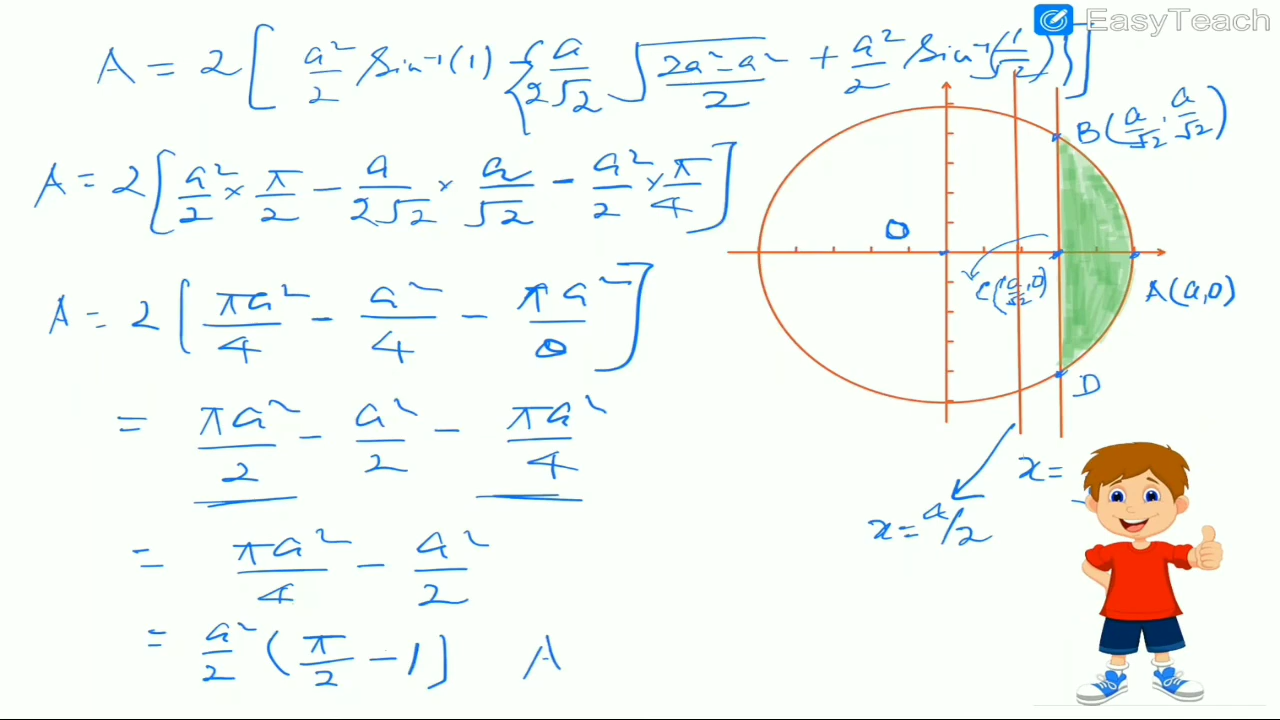 EasyTeach
A = 2[ a²/2 Sin⁻¹(1) - { a/2√2 √(2a²-a²/2) + a²/2 Sin⁻¹(1/√2) } ]
B(a/√2, a/√2)
A = 2[ a²/2 × π/2 - a/2√2 × a/√2 - a²/2 × π/4 ]
O
C(a/√2, 0)
A(a,0)
A = 2[ πa²/4 - a²/4 - πa²/8 ]
D
= πa²/2 - a²/2 - πa²/4
x =
x = a/2
= πa²/4 - a²/2
= a²/2 ( π/2 - 1 ] A